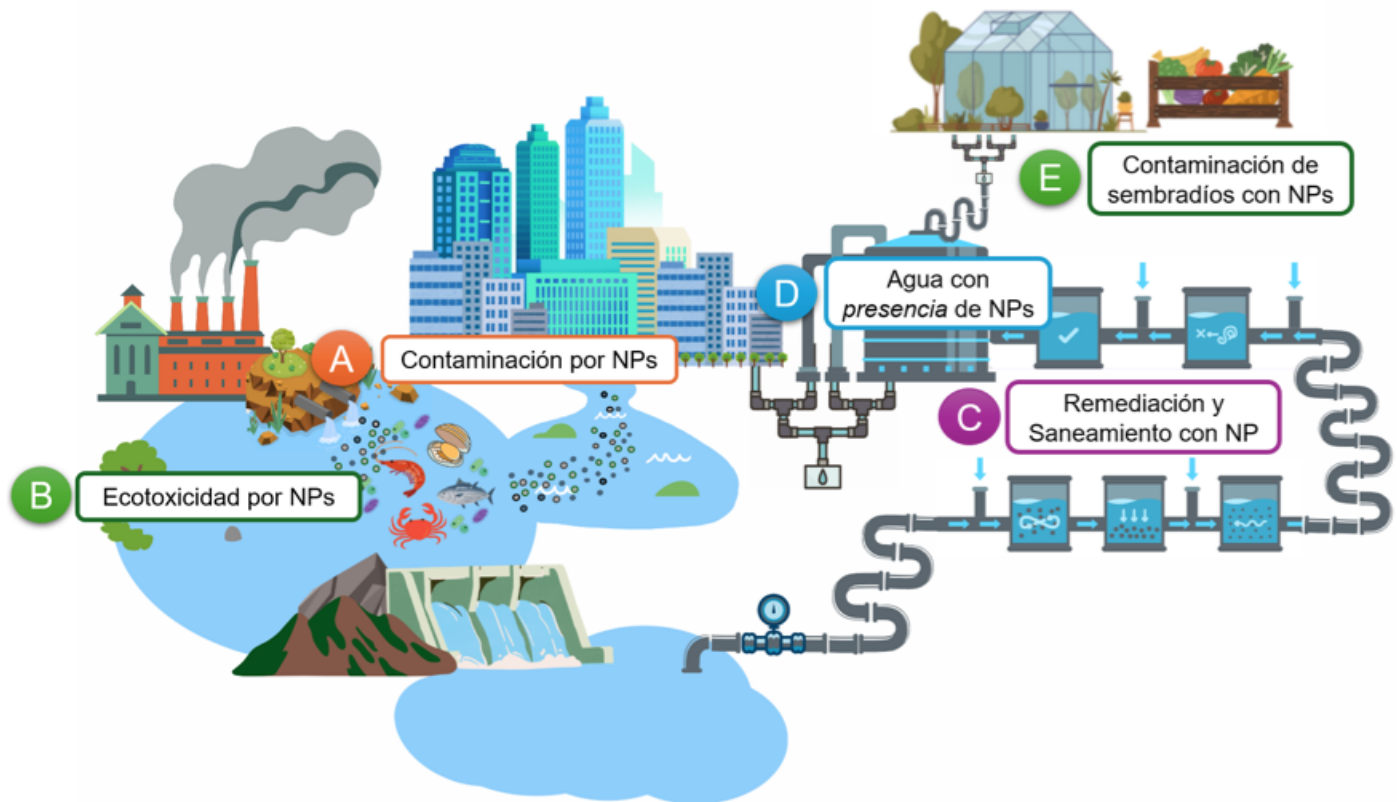 A
Contaminación por NPs
B
Ecotoxicidad por NPs
C
Remediación y
Saneamiento con NP
D
Agua con
presencia de NPs
E
Contaminación de
sembradíos con NPs